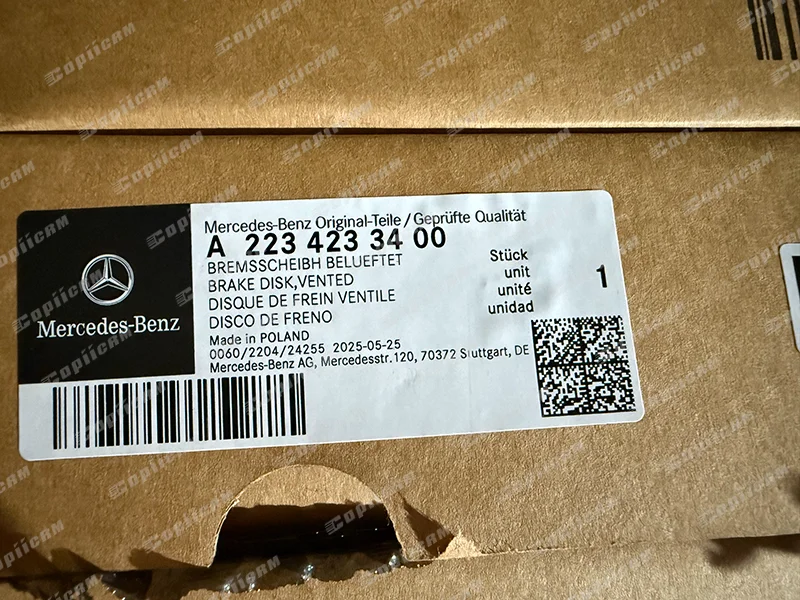 Mercedes-Benz Original-Teile/Geprüfte Qualität
A 223 423 34 00
BREMSSCHEIBH BELUEFTET
BRAKE DISK,VENTED
DISQUE DE FREIN VENTILE
DISCO DE FRENO
Stück
unit
unité
unidad
1
Made in POLAND
0060/2204/24255 2025-05-25
Mercedes-Benz AG, Mercedesstr.120, 70372 Stuttgart, DE
Mercedes-Benz
COPIICAM